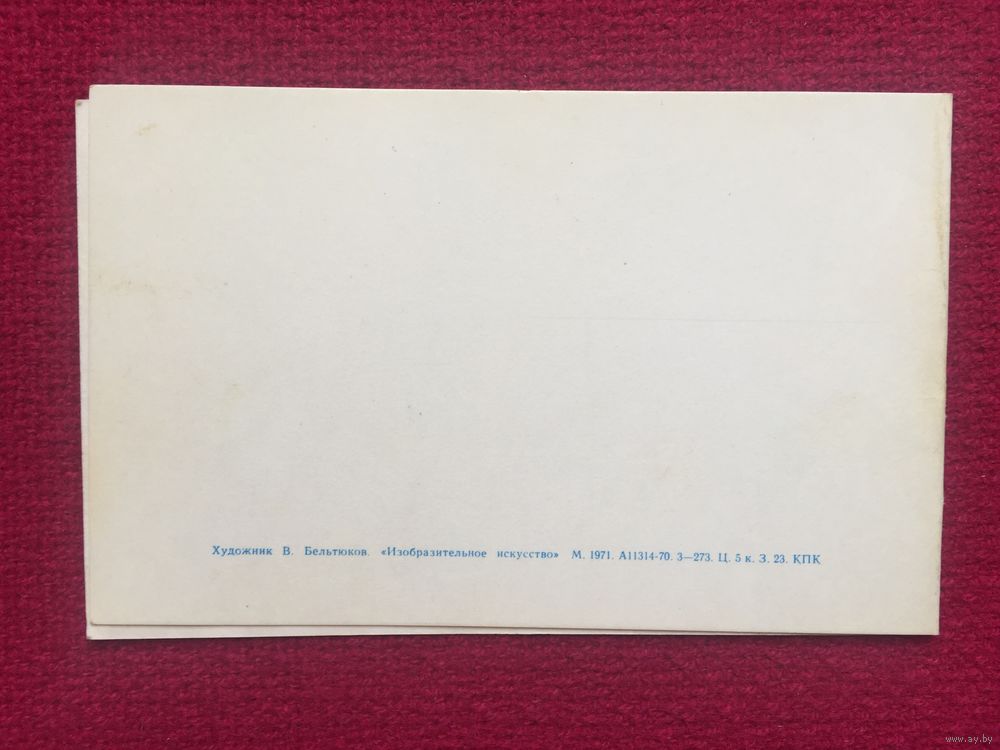 Художник В. Бельтюков. «Изобразительное искусство» М. 1971. А11314-70. 3—273. Ц. 5 к. З. 23. КПК
www.ay.by